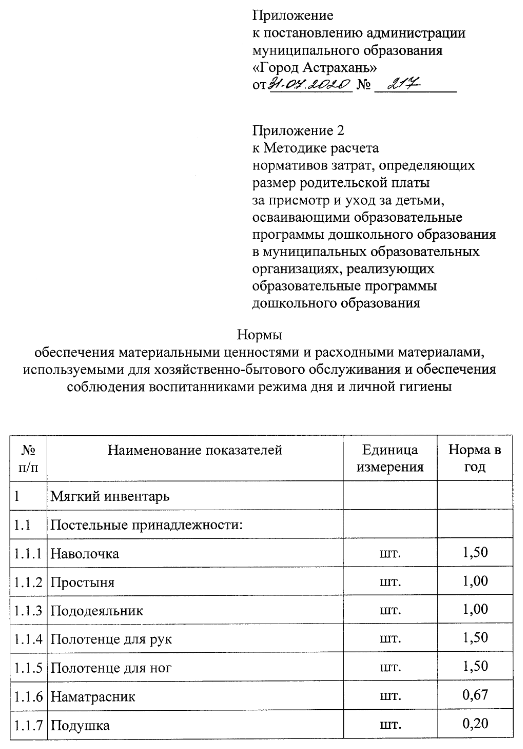 Приложение
к постановлению администрации
муниципального образования
«Город Астрахань»
от 31.07.2020 № 217
Приложение 2
к Методике расчета
нормативов затрат, определяющих
размер родительской платы
за присмотр и уход за детьми,
осваивающими образовательные
программы дошкольного образования
в муниципальных образовательных
организациях, реализующих
образовательные программы
дошкольного образования
Нормы
обеспечения материальными ценностями и расходными материалами,
используемыми для хозяйственно-бытового обслуживания и обеспечения
соблюдения воспитанниками режима дня и личной гигиены
№ п/п Наименование показателей Единица измерения Норма в год
1 Мягкий инвентарь
1.1 Постельные принадлежности:
1.1.1 Наволочка шт. 1,50
1.1.2 Простыня шт. 1,00
1.1.3 Пододеяльник шт. 1,00
1.1.4 Полотенце для рук шт. 1,50
1.1.5 Полотенце для ног шт. 1,50
1.1.6 Наматрасник шт. 0,67
1.1.7 Подушка шт. 0,20